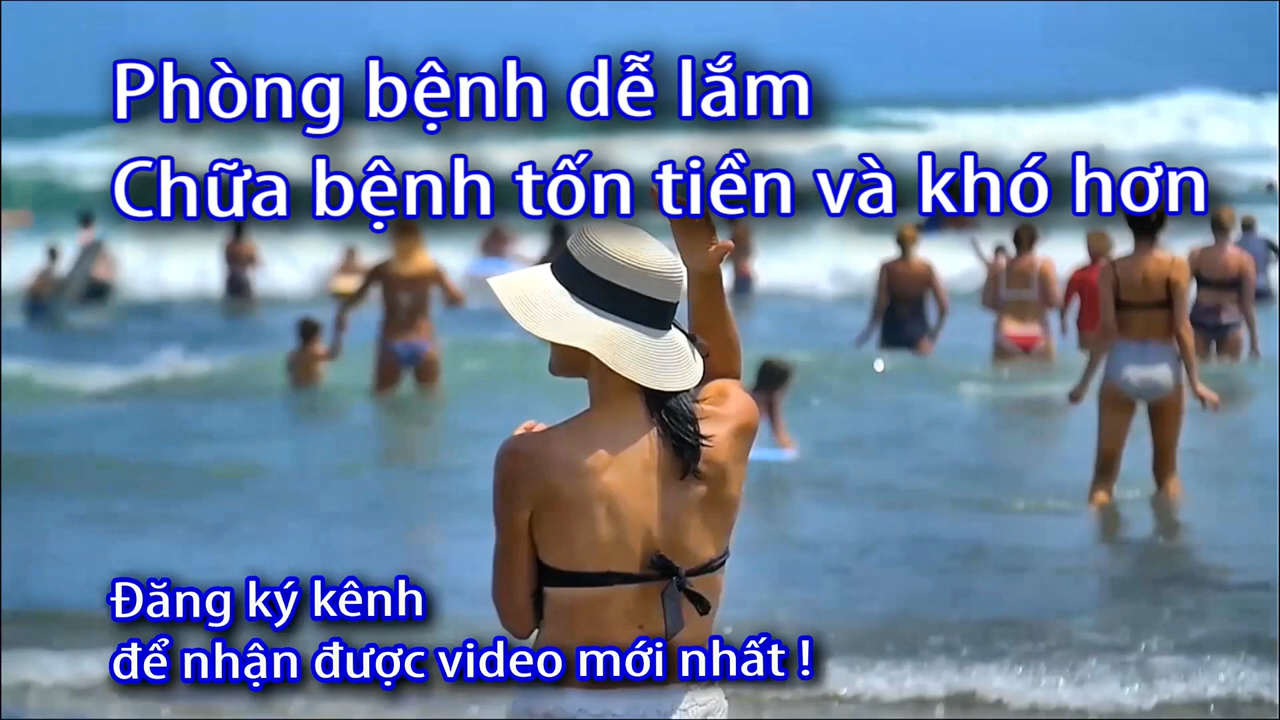 Phòng bệnh dễ lắm
Chữa bệnh tốn tiền và khó hơn
Đăng ký kênh
để nhận được video mới nhất !